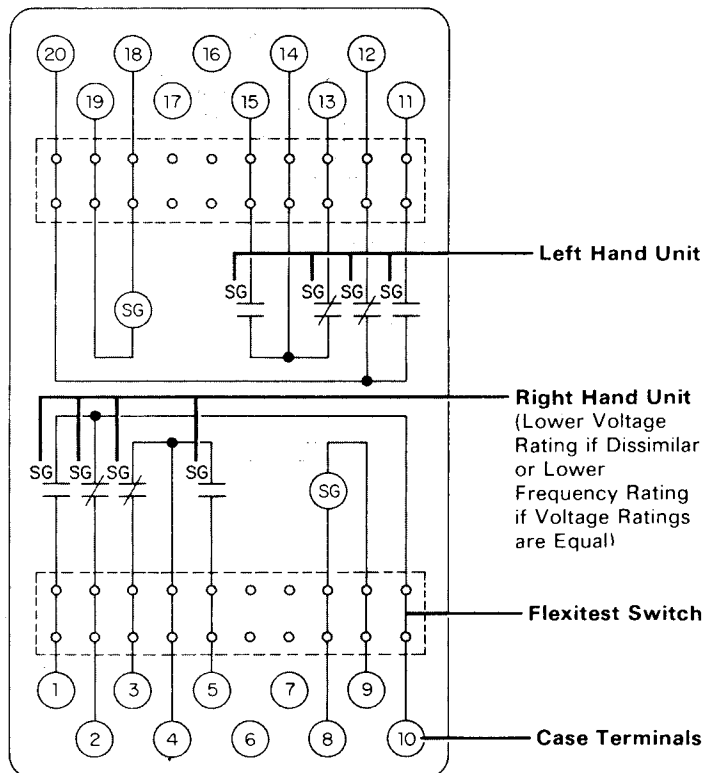 20
18
16
14
12
19
17
15
13
11
Left Hand Unit
SG SG SG SG
SG
Right Hand Unit
(Lower Voltage
Rating if Dissimilar
or Lower
Frequency Rating
if Voltage Ratings
are Equal)
SG SG SG SG
SG
Flexitest Switch
1
3
5
7
9
2
4
6
8
10
Case Terminals